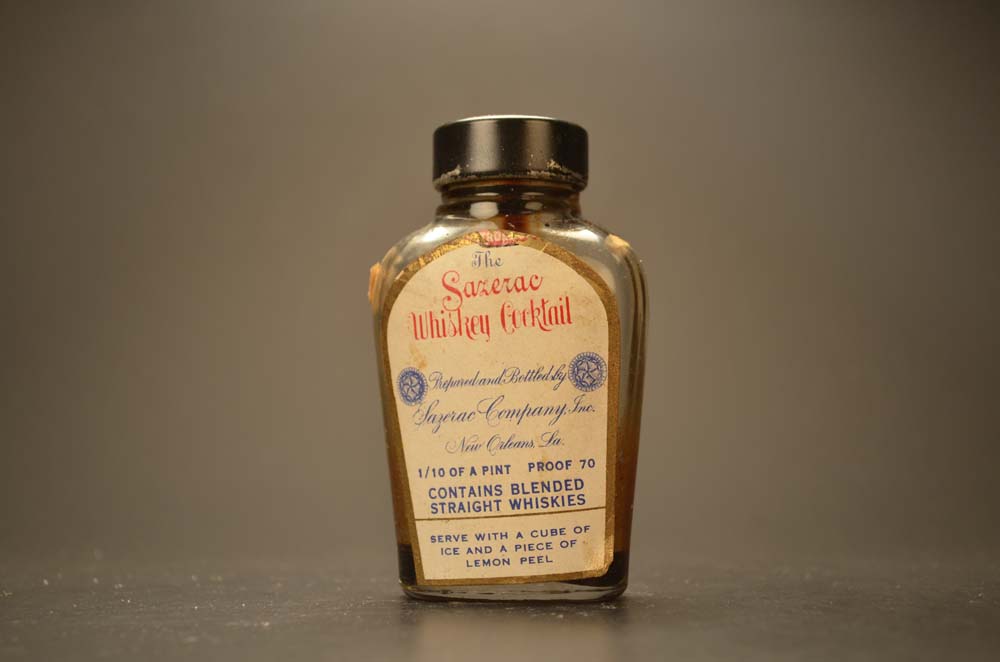 The
Sazerac
Whiskey Cocktail
Prepared and Bottled by
Sazerac Company, Inc.
New Orleans, La.
1/10 OF A PINT PROOF 70
CONTAINS BLENDED
STRAIGHT WHISKIES
SERVE WITH A CUBE OF
ICE AND A PIECE OF
LEMON PEEL